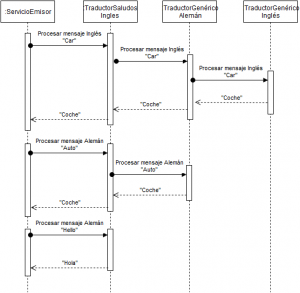 :ServicioEmisor
TraductorSaludos
Ingles
TraductorGenérico
Alemán
TraductorGenérico
Inglés
Procesar mensaje Inglés
"Car"
Procesar mensaje Inglés
"Car"
Procesar mensaje Inglés
"Car"
"Coche"
"Coche"
"Coche"
Procesar mensaje Alemán
"Auto"
Procesar mensaje Alemán
"Auto"
"Coche"
"Coche"
Procesar mensaje Alemán
"Hello"
"Hola"